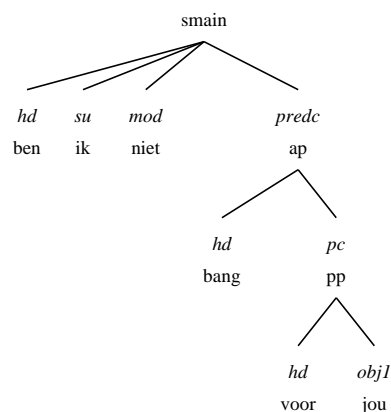 smain
hd su mod predc
ben ik niet ap
hd pc
bang pp
hd obj1
voor jou